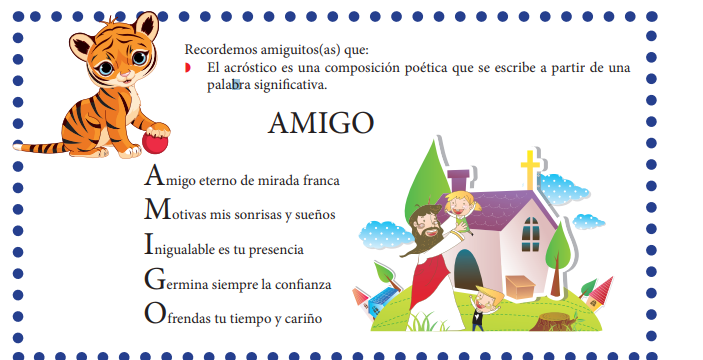 Recordemos amiguitos(as) que:
El acróstico es una composición poética que se escribe a partir de una
palabra significativa.
AMIGO
Amigo eterno de mirada franca
Motivas mis sonrisas y sueños
Inigualable es tu presencia
Germina siempre la confianza
Ofrendas tu tiempo y cariño